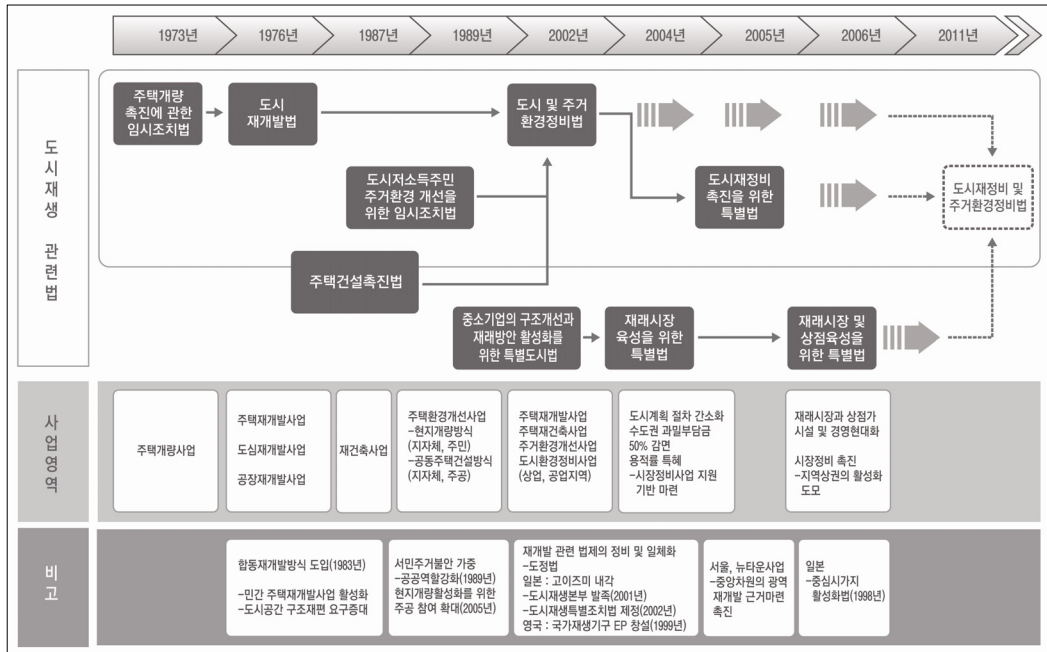 1973년
1976년
1987년
1989년
2002년
2004년
2005년
2006년
2011년
도시재생 관련법
주택개량
촉진에 관한
임시조치법
도시
재개발법
도시 및 주거
환경정비법
도시저소득주민
주거환경 개선을
위한 임시조치법
도시재정비
촉진을 위한
특별법
도시재정비 및
주거환경정비법
주택건설촉진법
중소기업의 구조개선과
재래방안 활성화를
위한 특별도시법
재래시장
육성을 위한
특별법
재래시장 및
상점육성을
위한 특별법
사업영역
주택개량사업
주택재개발사업
도심재개발사업
공장재개발사업
재건축사업
주택환경개선사업
-현지개량방식
(지자체, 주민)
-공동주택건설방식
(지자체, 주공)
주택재개발사업
주택재건축사업
주거환경개선사업
도시환경정비사업
(상업, 공업지역)
도시계획 절차 간소화
수도권 과밀부담금
50% 감면
용적률 특혜
-시장정비사업 지원
기반 마련
재래시장과 상점가
시설 및 경영현대화
시장정비 촉진
-지역상권의 활성화
도모
비고
합동재개발방식 도입(1983년)
-민간 주택재개발사업 활성화
-도시공간 구조재편 요구증대
서민주거불안 가중
-공공역할강화(1989년)
현지개량활성화를 위한
주공 참여 확대(2005년)
재개발 관련 법제의 정비 및 일체화
-도정법
일본 : 고이즈미 내각
-도시재생본부 발족(2001년)
-도시재생특별조치법 제정(2002년)
영국 : 국가재생기구 EP 창설(1999년)
서울, 뉴타운사업
-중앙차원의 광역
재개발 근거마련
촉진
일본
-중심시가지
활성화법(1998년)